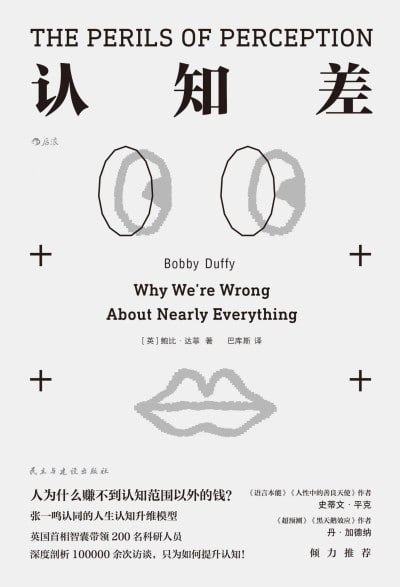 THE PERILS OF PERCEPTION
认知差
后浪
Bobby Duffy
Why We're Wrong
About Nearly Everything
[英]鲍比·达菲 著 巴库斯 译
民主与建设出版社
人为什么赚不到认知范围以外的钱？
张一鸣认同的人生认知升维模型
英国首相智囊带领 200 名科研人员
深度剖析 100000 余次访谈，只为如何提升认知！
《语言本能》《人性中的善良天使》作者
史蒂文·平克
《超预测》《黑天鹅效应》作者
丹·加德纳
倾力推荐